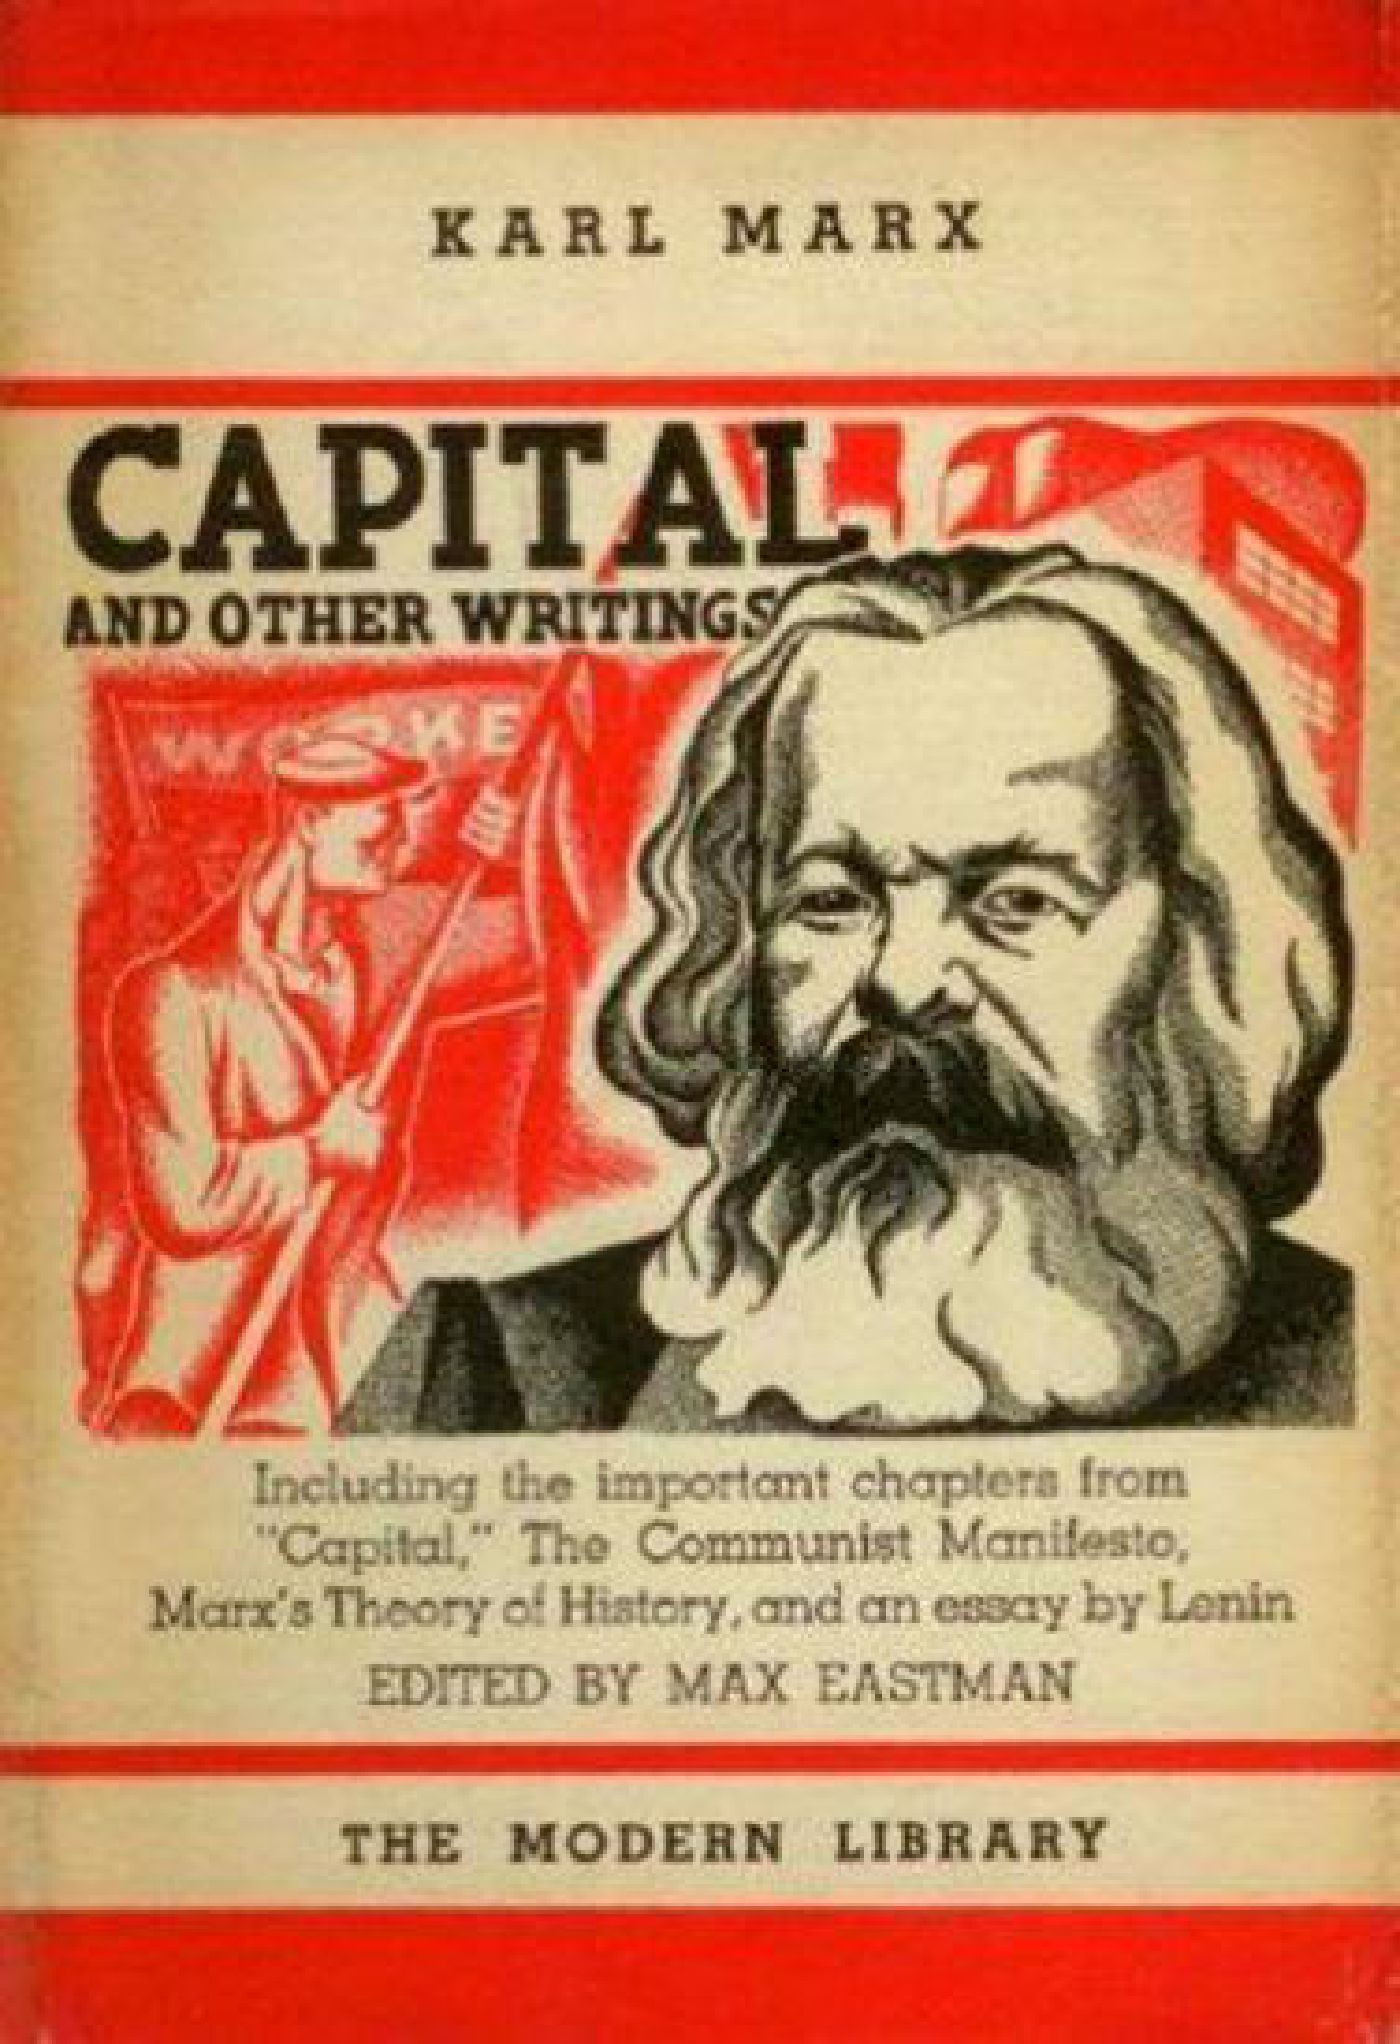 KARL MARX
CAPITAL
AND OTHER WRITINGS
WORKE
Including the important chapters from
"Capital," The Communist Manifesto,
Marx's Theory of History, and an essay by Lenin
EDITED BY MAX EASTMAN
THE MODERN LIBRARY